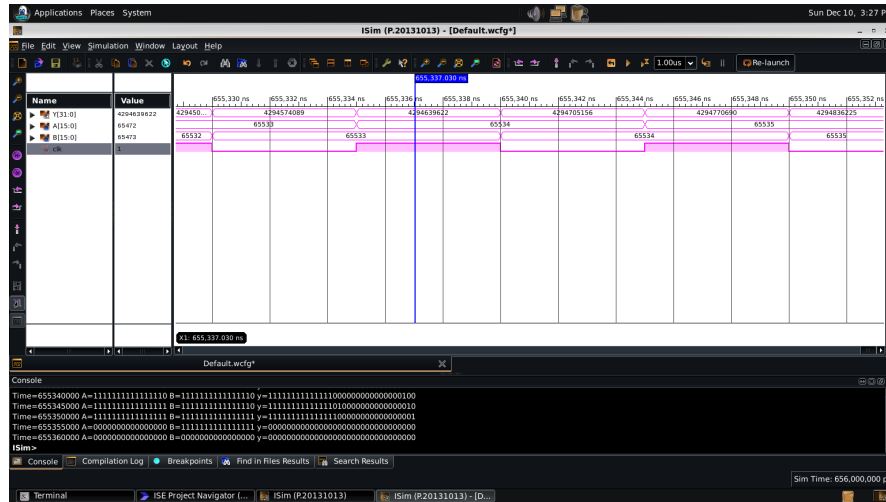 Applications Places System
Sun Dec 10, 3:27 P
ISim (P.20131013) - [Default.wcfg*]
File Edit View Simulation Window Layout Help
1.00us Re-launch
655,337.030 ns
Name Value
655,330 ns 655,332 ns 655,334 ns 655,336 ns 655,338 ns 655,340 ns 655,342 ns 655,344 ns 655,346 ns 655,348 ns 655,350 ns 655,352 ns
Y[31:0] 4294639622 429450... 4294574089 4294639622 4294705156 4294770690 4294836225
A[15:0] 65472 65533 65534 65535
B[15:0] 65473 65532 65533 65534 65535
clk 1
X1: 655,337.030 ns
Default.wcfg*
Console
Time=655340000 A=1111111111111110 B=1111111111111110 y=11111111111111000000000000000100
Time=655345000 A=1111111111111111 B=1111111111111110 y=11111111111111010000000000000010
Time=655350000 A=1111111111111111 B=1111111111111111 y=11111111111111100000000000000001
Time=655355000 A=0000000000000000 B=1111111111111111 y=00000000000000000000000000000000
Time=655360000 A=0000000000000000 B=0000000000000000 y=00000000000000000000000000000000
ISim>
Console Compilation Log Breakpoints Find in Files Results Search Results
Sim Time: 656,000,000 p
Terminal ISE Project Navigator (... ISim (P.20131013) ISim (P.20131013) - [D...